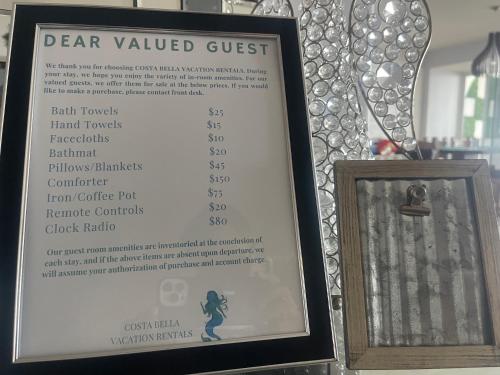 DEAR VALUED GUEST
We thank you for choosing COSTA BELLA VACATION RENTALS. During
your stay, we hope you enjoy the variety of in-room amenities. For our
valued guests, we offer them for sale at the below prices. If you would
like to make a purchase, please contact front desk.
Bath Towels $25
Hand Towels $15
Facecloths $10
Bathmat $20
Pillows/Blankets $45
Comforter $150
Iron/Coffee Pot $75
Remote Controls $20
Clock Radio $80
Our guest room amenities are inventoried at the conclusion of
each stay, and if the above items are absent upon departure, we
will assume your authorization of purchase and account charge.
COSTA BELLA
VACATION RENTALS